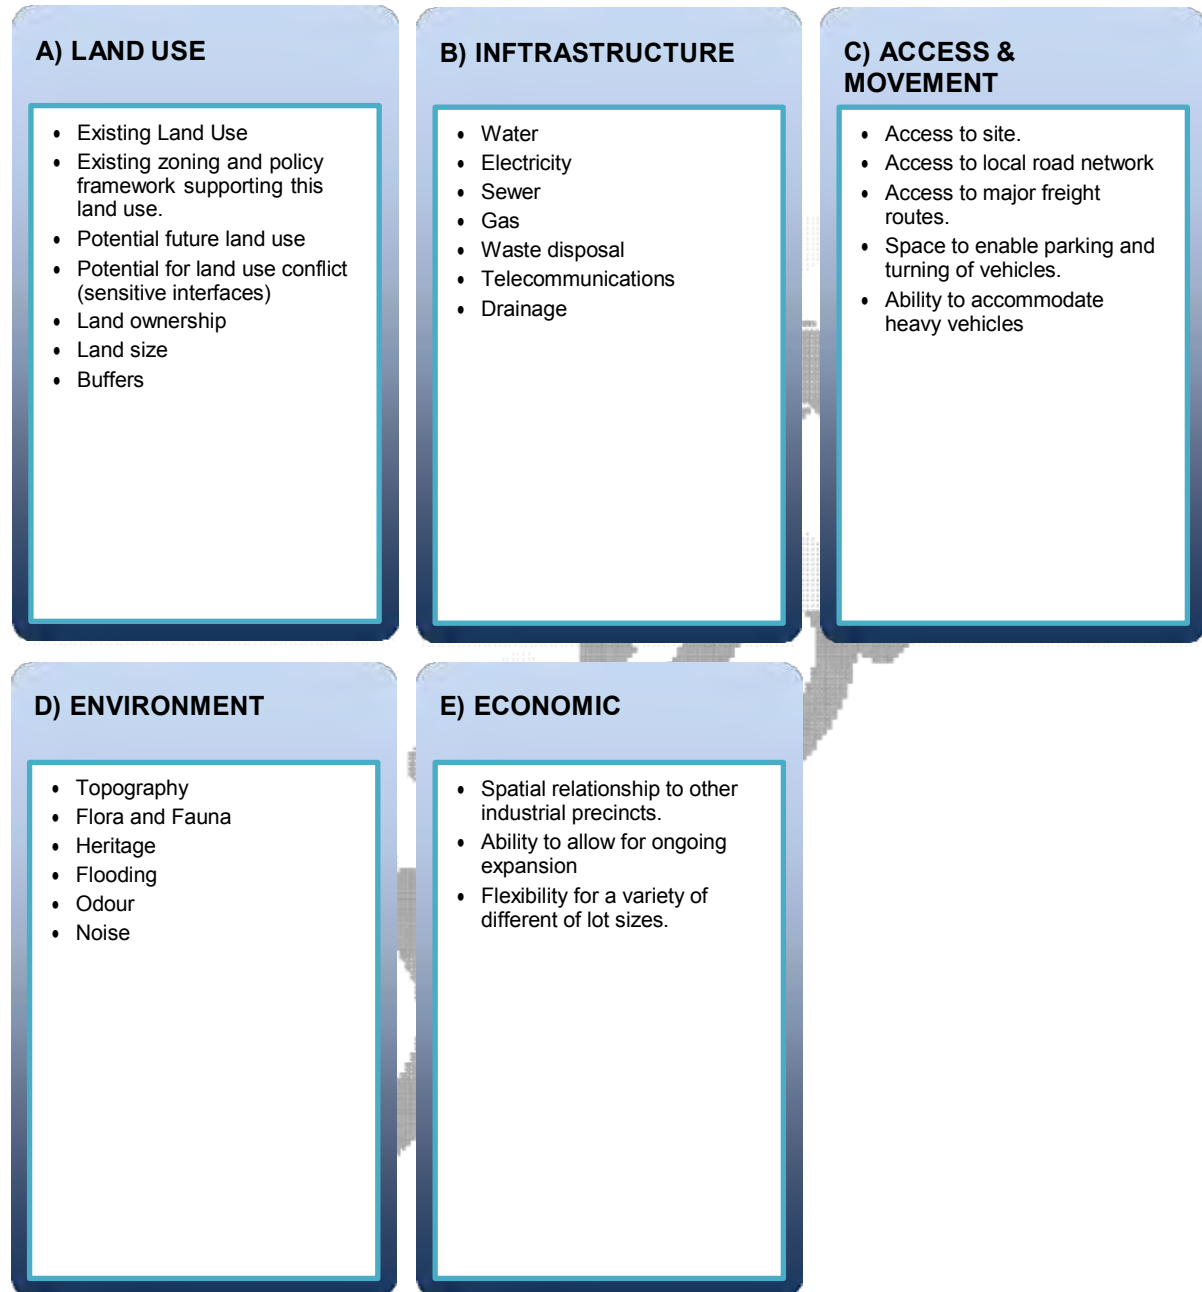 A) LAND USE
• Existing Land Use
• Existing zoning and policy
framework supporting this
land use.
• Potential future land use
• Potential for land use conflict
(sensitive interfaces)
• Land ownership
• Land size
• Buffers
B) INFTRASTRUCTURE
• Water
• Electricity
• Sewer
• Gas
• Waste disposal
• Telecommunications
• Drainage
C) ACCESS &
MOVEMENT
• Access to site.
• Access to local road network
• Access to major freight
routes.
• Space to enable parking and
turning of vehicles.
• Ability to accommodate
heavy vehicles
D) ENVIRONMENT
• Topography
• Flora and Fauna
• Heritage
• Flooding
• Odour
• Noise
E) ECONOMIC
• Spatial relationship to other
industrial precincts.
• Ability to allow for ongoing
expansion
• Flexibility for a variety of
different of lot sizes.